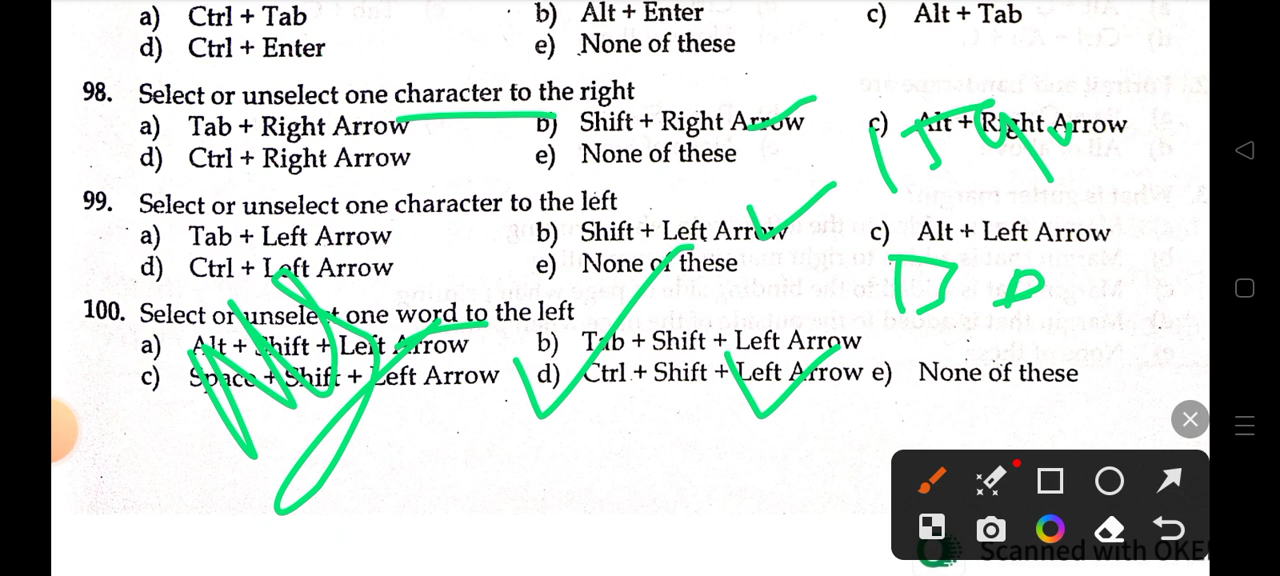 a) Ctrl + Tab b) Alt + Enter c) Alt + Tab
d) Ctrl + Enter e) None of these
98. Select or unselect one character to the right
a) Tab + Right Arrow b) Shift + Right Arrow c) Alt + Right Arrow
d) Ctrl + Right Arrow e) None of these
99. Select or unselect one character to the left
a) Tab + Left Arrow b) Shift + Left Arrow c) Alt + Left Arrow
d) Ctrl + Left Arrow e) None of these
100. Select or unselect one word to the left
a) Alt + Shift + Left Arrow b) Tab + Shift + Left Arrow
c) Space + Shift + Left Arrow d) Ctrl + Shift + Left Arrow e) None of these
Scanned with OKE